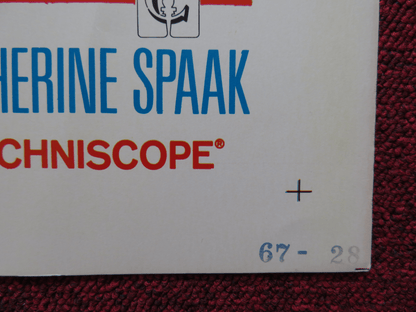 HERINE SPAAK
CHNISCOPE®
67- 28